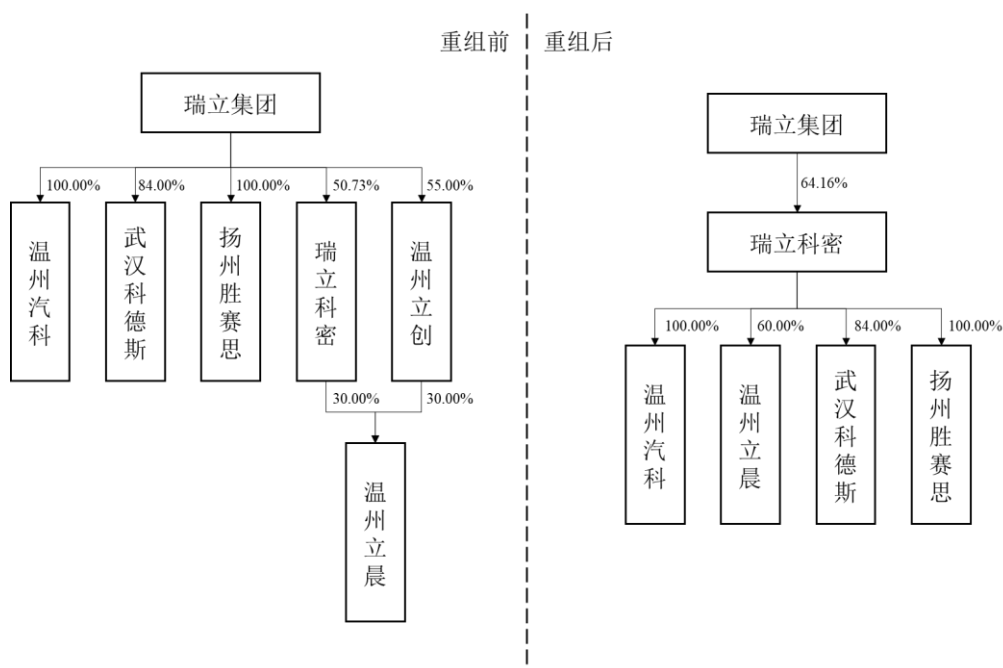 重组前
重组后
瑞立集团
100.00%
84.00%
100.00%
50.73%
55.00%
温州汽科
武汉科德斯
扬州胜赛思
瑞立科密
温州立创
30.00%
30.00%
温州立晨
瑞立集团
64.16%
瑞立科密
100.00%
60.00%
84.00%
100.00%
温州汽科
温州立晨
武汉科德斯
扬州胜赛思